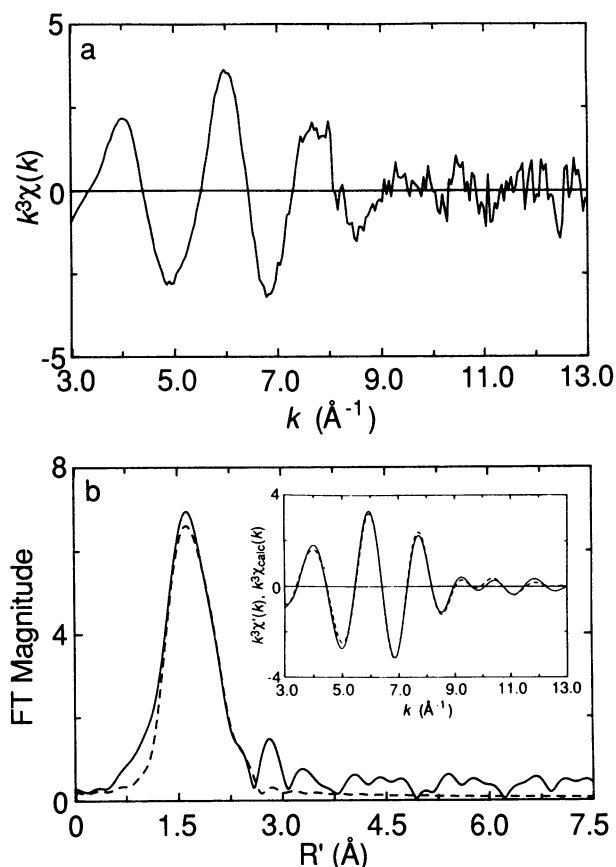 a
5
0
-5
k³χ(k)
3.0 5.0 7.0 9.0 11.0 13.0
k (Å⁻¹)
b
8
4
0
FT Magnitude
4
0
-4
k³χ'(k), k³χcalc(k)
3.0 5.0 7.0 9.0 11.0 13.0
k (Å⁻¹)
0 1.5 3.0 4.5 6.0 7.5
R' (Å)